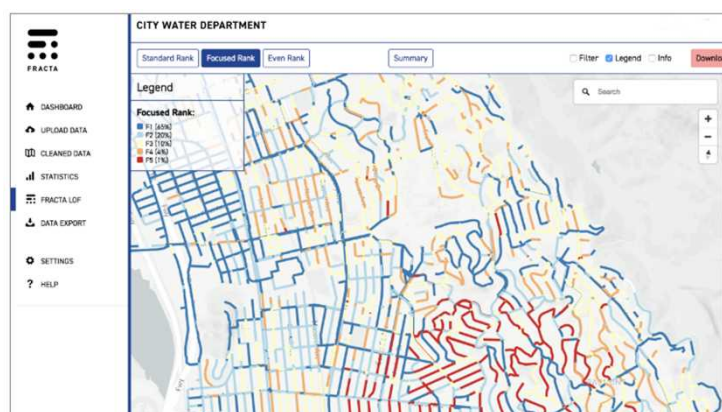 CITY WATER DEPARTMENT
FRACTA
Standard Rank Focused Rank Even Rank Summary Filter Legend Info Downlo
DASHBOARD
UPLOAD DATA
CLEANED DATA
STATISTICS
FRACTA LOF
DATA EXPORT
SETTINGS
? HELP
Legend
Focused Rank:
F1 (65%)
F2 (20%)
F3 (10%)
F4 (4%)
F5 (1%)
Search
+
-